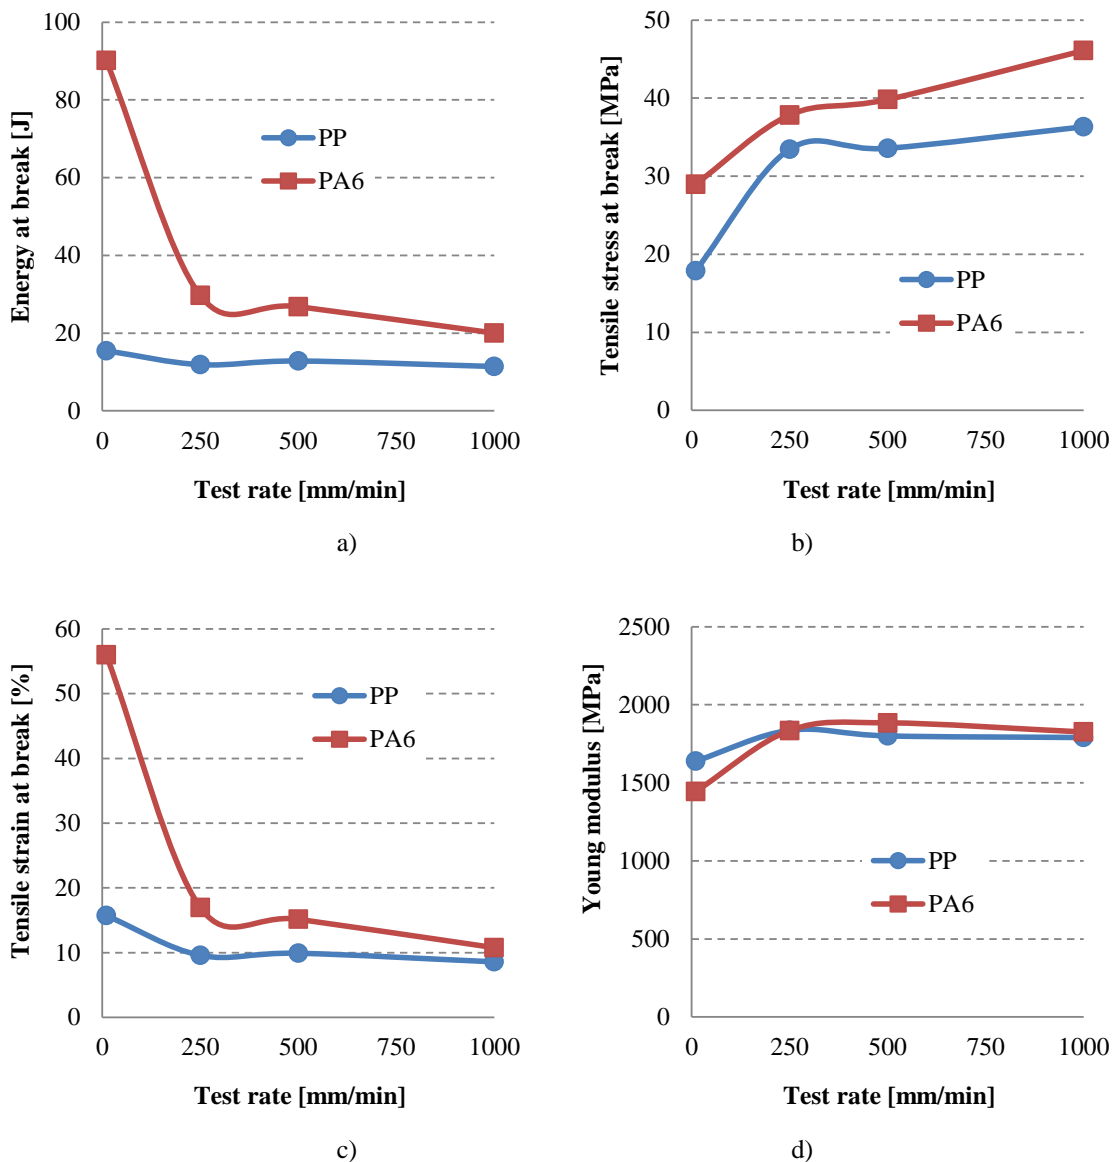 Energy at break [J]
100
80
60
40
20
0
PP
PA6
0 250 500 750 1000
Test rate [mm/min]
a)
Tensile stress at break [MPa]
50
40
30
20
10
0
PP
PA6
0 250 500 750 1000
Test rate [mm/min]
b)
Tensile strain at break [%]
60
50
40
30
20
10
0
PP
PA6
0 250 500 750 1000
Test rate [mm/min]
c)
Young modulus [MPa]
2500
2000
1500
1000
500
0
PP
PA6
0 250 500 750 1000
Test rate [mm/min]
d)